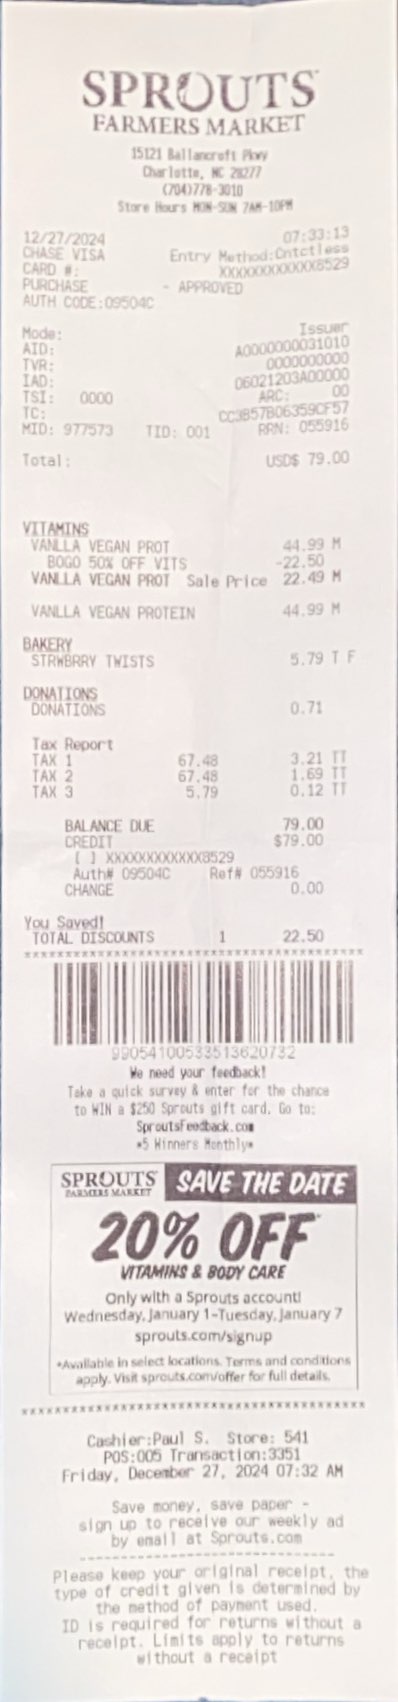 SPROUTS
FARMERS MARKET
15121 Ballancroft Pkwy
Charlotte, NC 28277
(704)778-3010
Store Hours MON-SUN 7AM-10PM
12/27/2024 07:33:13
CHASE VISA Entry Method:Cntctless
CARD #: XXXXXXXXXXXX8529
PURCHASE - APPROVED
AUTH CODE:09504C
Mode: Issuer
AID: A0000000031010
TVR: 0000000000
IAD: 06021203A00000
TSI: 0000 ARC: 00
TC: CC3B57B06359CF57
MID: 977573 TID: 001 RRN: 055916
Total: USD$ 79.00
VITAMINS
VANLLA VEGAN PROT 44.99 M
BOGO 50% OFF VITS -22.50
VANLLA VEGAN PROT Sale Price 22.49 M
VANLLA VEGAN PROTEIN 44.99 M
BAKERY
STRWBRRY TWISTS 5.79 T F
DONATIONS
DONATIONS 0.71
Tax Report
TAX 1 67.48 3.21 TT
TAX 2 67.48 1.69 TT
TAX 3 5.79 0.12 TT
BALANCE DUE 79.00
CREDIT $79.00
[ ] XXXXXXXXXXXX8529
Auth# 09504C Ref# 055916
CHANGE 0.00
You Saved!
TOTAL DISCOUNTS 1 22.50
****************************************
99054100533513620732
We need your feedback!
Take a quick survey & enter for the chance
to WIN a $250 Sprouts gift card. Go to:
SproutsFeedback.com
*5 Winners Monthly*
SPROUTS FARMERS MARKET SAVE THE DATE
20% OFF*
VITAMINS & BODY CARE
Only with a Sprouts account!
Wednesday, January 1-Tuesday, January 7
sprouts.com/signup
*Available in select locations. Terms and conditions
apply. Visit sprouts.com/offer for full details.
****************************************
Cashier:Paul S. Store: 541
POS:005 Transaction:3351
Friday, December 27, 2024 07:32 AM
Save money, save paper -
sign up to receive our weekly ad
by email at Sprouts.com
--------------------------------
Please keep your original receipt, the
type of credit given is determined by
the method of payment used.
ID is required for returns without a
receipt. Limits apply to returns
without a receipt